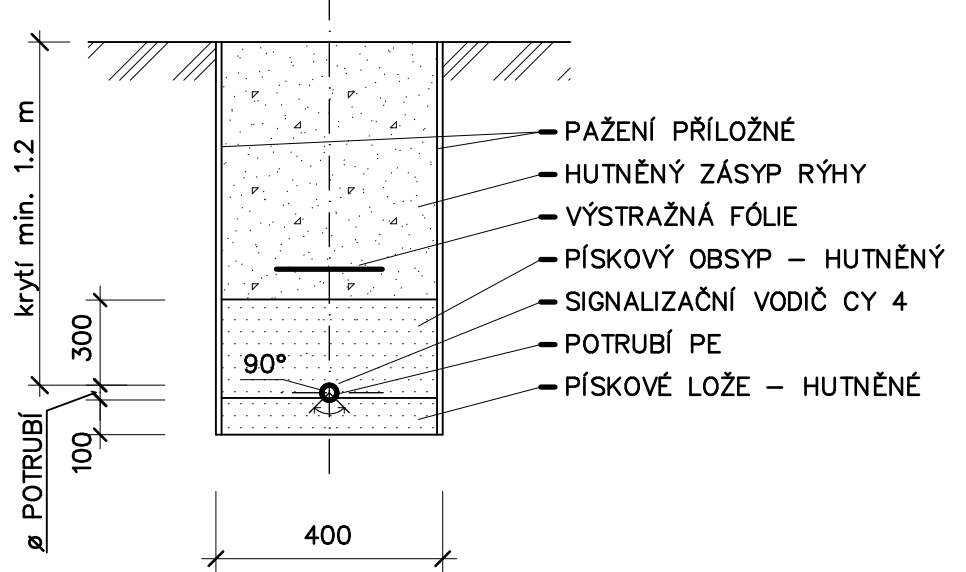 PAŽENÍ PŘÍLOŽNÉ
HUTNĚNÝ ZÁSYP RÝHY
VÝSTRAŽNÁ FÓLIE
PÍSKOVÝ OBSYP – HUTNĚNÝ
SIGNALIZAČNÍ VODIČ CY 4
POTRUBÍ PE
PÍSKOVÉ LOŽE – HUTNĚNÉ
krytí min. 1.2 m
300
90°
100
ø POTRUBÍ
400